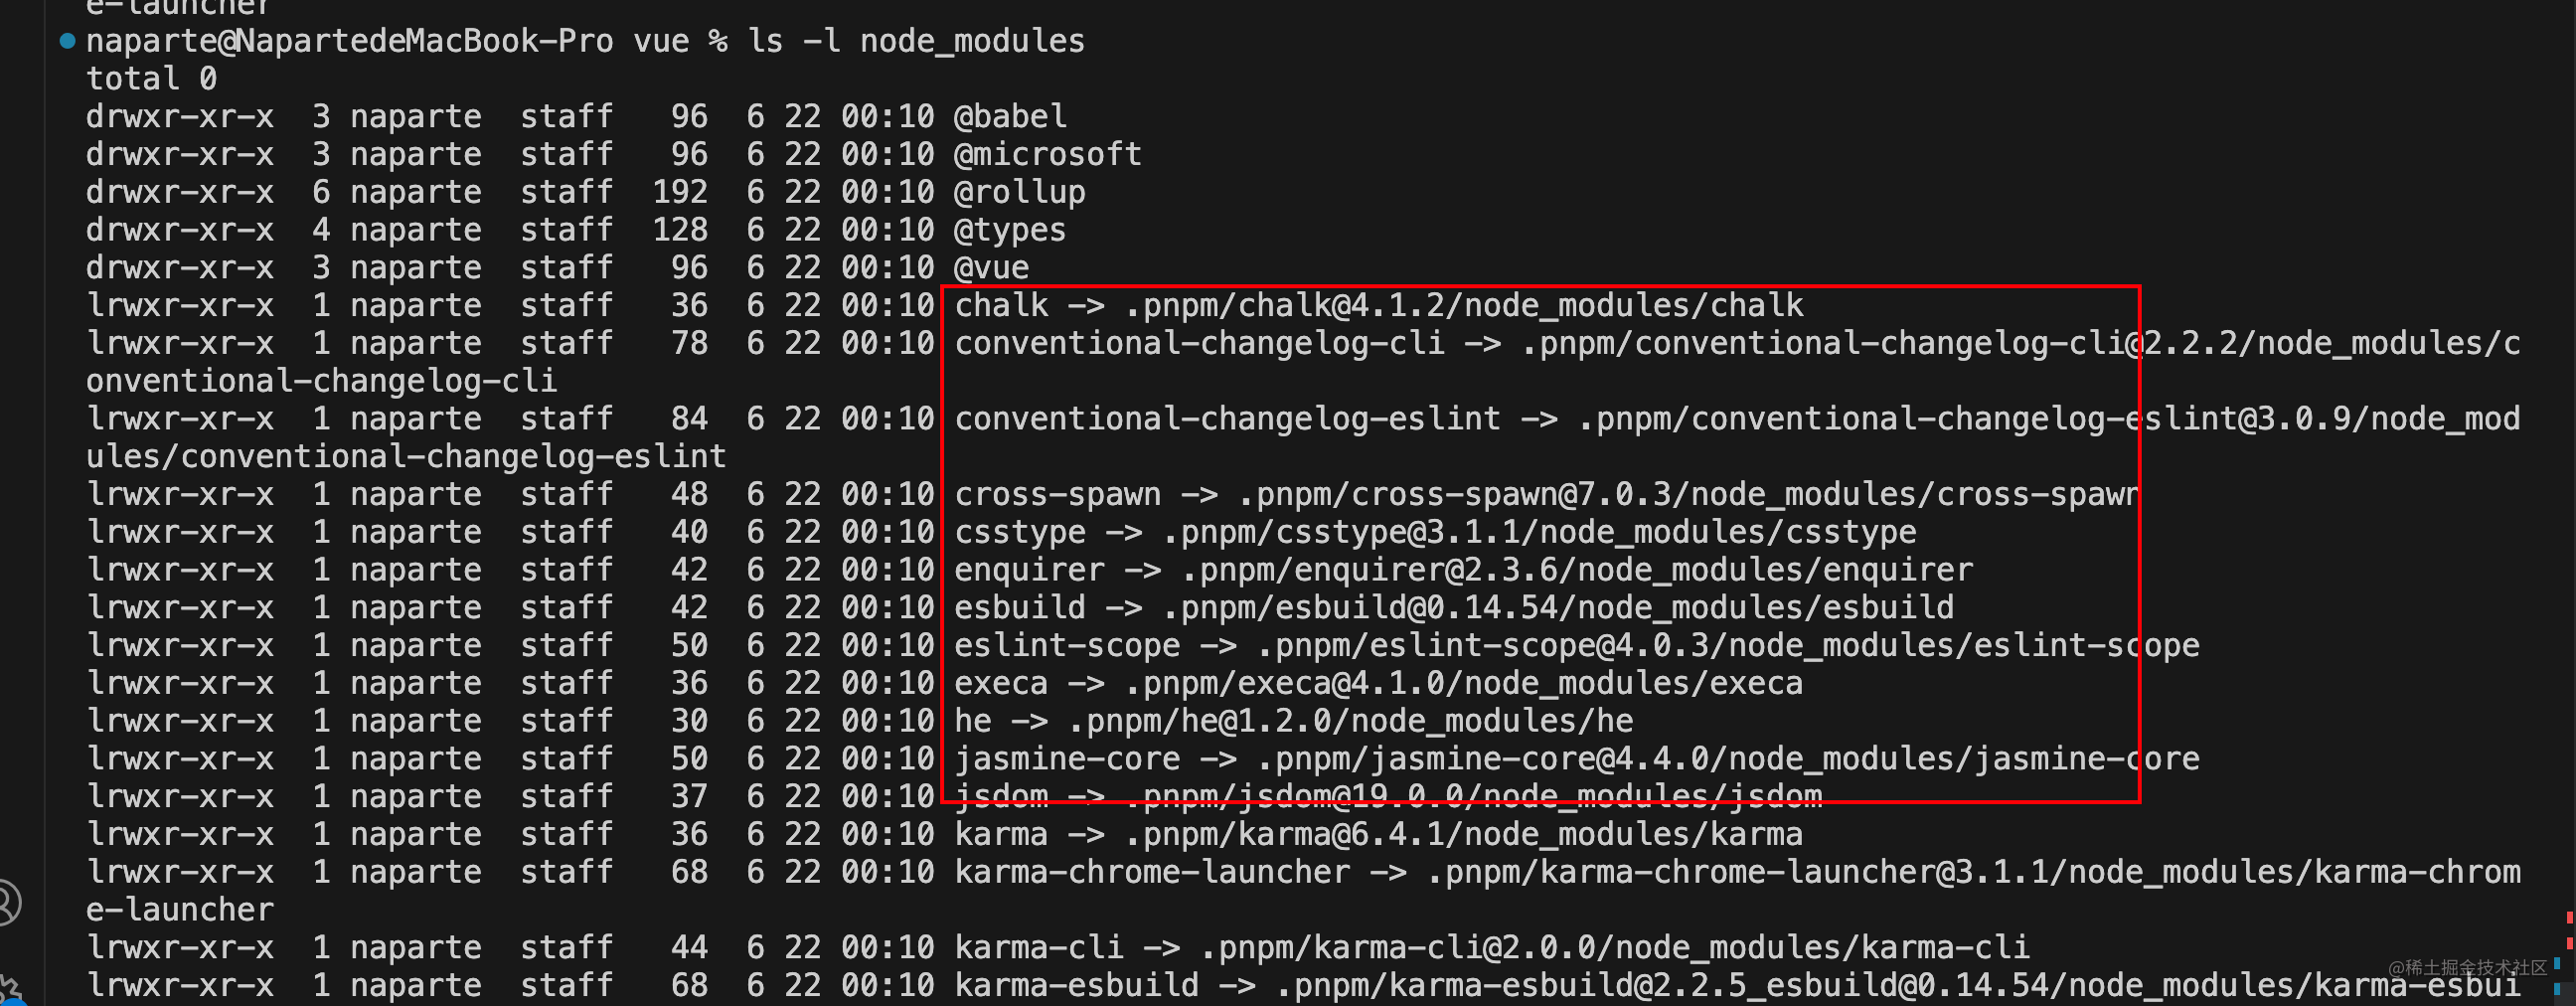 e-launcher
naparte@NapartedeMacBook-Pro vue % ls -l node_modules
total 0
drwxr-xr-x  3 naparte  staff   96  6 22 00:10 @babel
drwxr-xr-x  3 naparte  staff   96  6 22 00:10 @microsoft
drwxr-xr-x  6 naparte  staff  192  6 22 00:10 @rollup
drwxr-xr-x  4 naparte  staff  128  6 22 00:10 @types
drwxr-xr-x  3 naparte  staff   96  6 22 00:10 @vue
lrwxr-xr-x  1 naparte  staff   36  6 22 00:10 chalk -> .pnpm/chalk@4.1.2/node_modules/chalk
lrwxr-xr-x  1 naparte  staff   78  6 22 00:10 conventional-changelog-cli -> .pnpm/conventional-changelog-cli@2.2.2/node_modules/c
onventional-changelog-cli
lrwxr-xr-x  1 naparte  staff   84  6 22 00:10 conventional-changelog-eslint -> .pnpm/conventional-changelog-eslint@3.0.9/node_mod
ules/conventional-changelog-eslint
lrwxr-xr-x  1 naparte  staff   48  6 22 00:10 cross-spawn -> .pnpm/cross-spawn@7.0.3/node_modules/cross-spawn
lrwxr-xr-x  1 naparte  staff   40  6 22 00:10 csstype -> .pnpm/csstype@3.1.1/node_modules/csstype
lrwxr-xr-x  1 naparte  staff   42  6 22 00:10 enquirer -> .pnpm/enquirer@2.3.6/node_modules/enquirer
lrwxr-xr-x  1 naparte  staff   42  6 22 00:10 esbuild -> .pnpm/esbuild@0.14.54/node_modules/esbuild
lrwxr-xr-x  1 naparte  staff   50  6 22 00:10 eslint-scope -> .pnpm/eslint-scope@4.0.3/node_modules/eslint-scope
lrwxr-xr-x  1 naparte  staff   36  6 22 00:10 execa -> .pnpm/execa@4.1.0/node_modules/execa
lrwxr-xr-x  1 naparte  staff   30  6 22 00:10 he -> .pnpm/he@1.2.0/node_modules/he
lrwxr-xr-x  1 naparte  staff   50  6 22 00:10 jasmine-core -> .pnpm/jasmine-core@4.4.0/node_modules/jasmine-core
lrwxr-xr-x  1 naparte  staff   37  6 22 00:10 jsdom -> .pnpm/jsdom@19.0.0/node_modules/jsdom
lrwxr-xr-x  1 naparte  staff   36  6 22 00:10 karma -> .pnpm/karma@6.4.1/node_modules/karma
lrwxr-xr-x  1 naparte  staff   68  6 22 00:10 karma-chrome-launcher -> .pnpm/karma-chrome-launcher@3.1.1/node_modules/karma-chrom
e-launcher
lrwxr-xr-x  1 naparte  staff   44  6 22 00:10 karma-cli -> .pnpm/karma-cli@2.0.0/node_modules/karma-cli
lrwxr-xr-x  1 naparte  staff   68  6 22 00:10 karma-esbuild -> .pnpm/karma-esbuild@2.2.5_esbuild@0.14.54/node_modules/karma-esbui
@稀土掘金技术社区